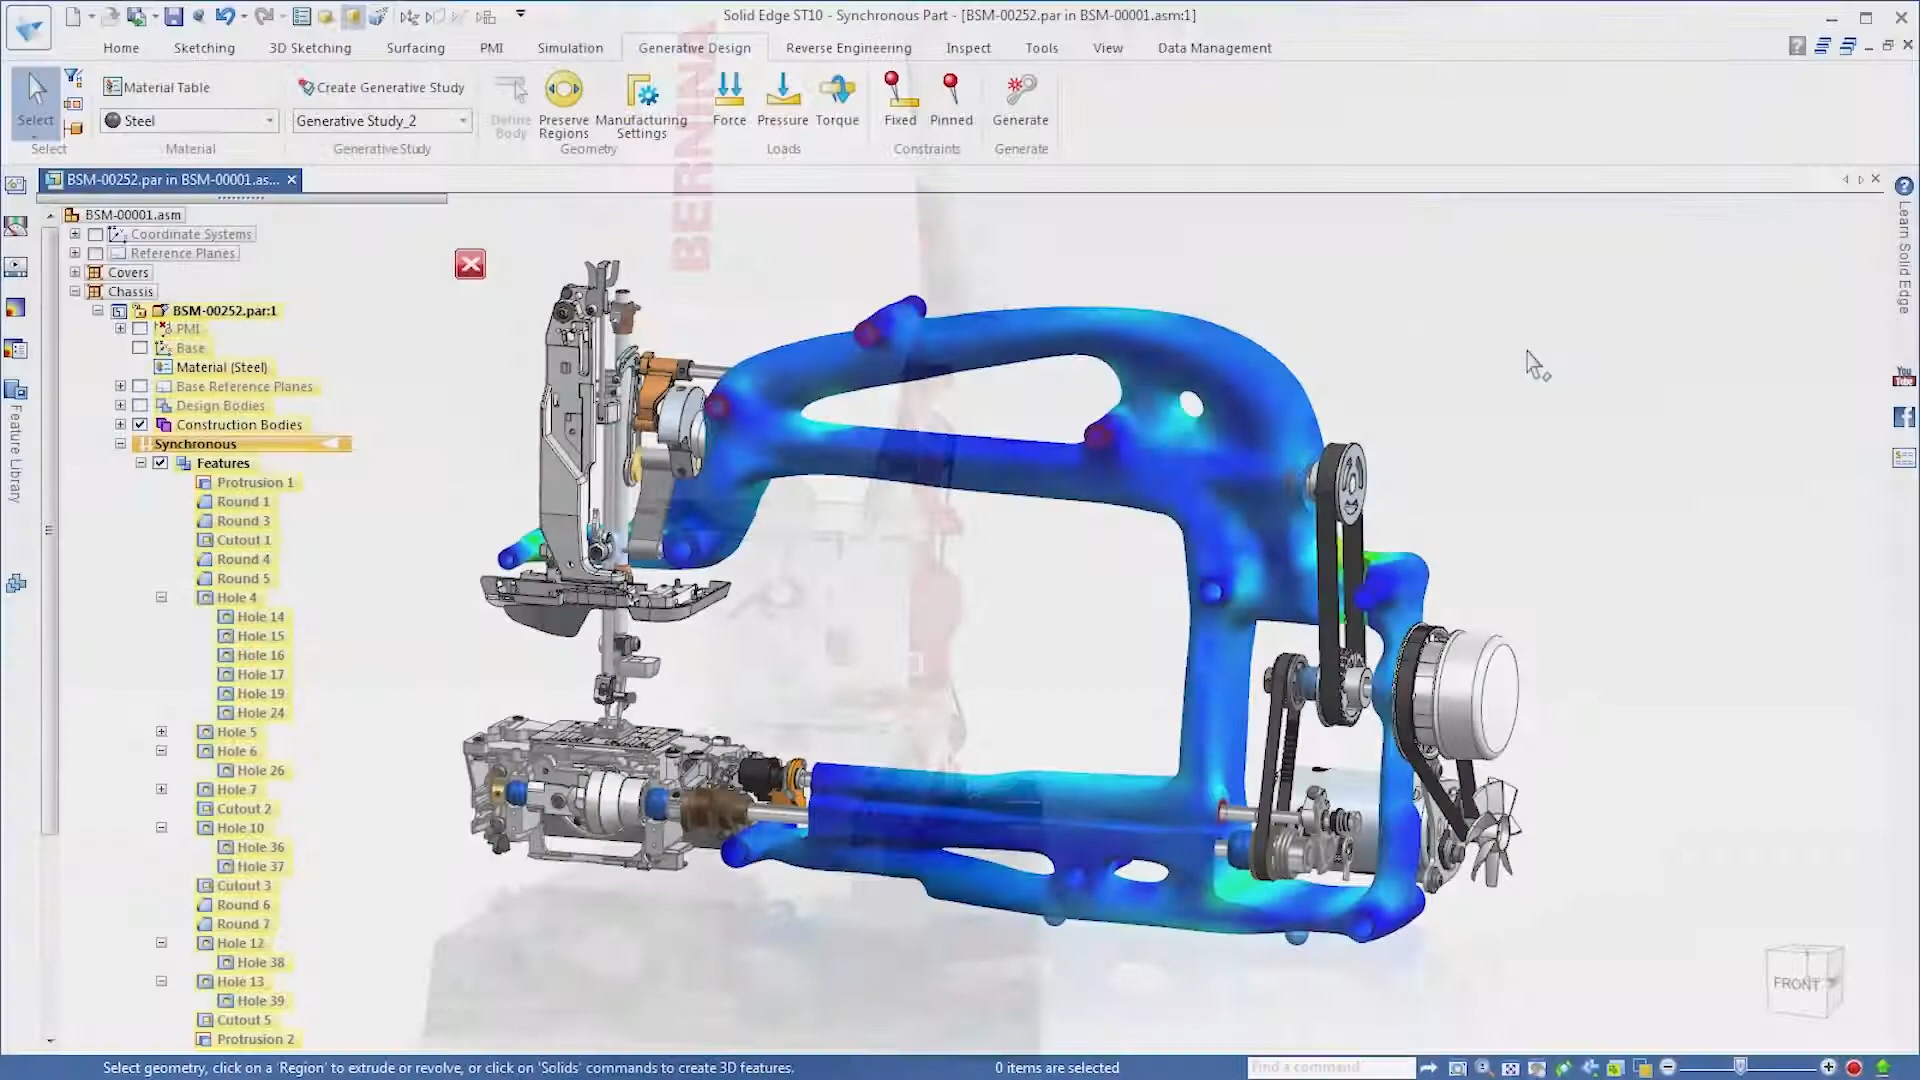 Solid Edge ST10 - Synchronous Part - [BSM-00252.par in BSM-00001.asm:1]
Home Sketching 3D Sketching Surfacing PMI Simulation Generative Design Reverse Engineering Inspect Tools View Data Management
Material Table
Create Generative Study
Steel
Generative Study_2
Select
Define Body
Preserve Regions
Manufacturing Settings
Force
Pressure
Torque
Fixed
Pinned
Generate
Select
Material
Generative Study
Geometry
Loads
Constraints
Generate
BERNINA
BSM-00252.par in BSM-00001.as...
BSM-00001.asm
Coordinate Systems
Reference Planes
Covers
Chassis
BSM-00252.par:1
PMI
Base
Material (Steel)
Base Reference Planes
Design Bodies
Construction Bodies
Synchronous
Features
Protrusion 1
Round 1
Round 3
Cutout 1
Round 4
Round 5
Hole 4
Hole 14
Hole 15
Hole 16
Hole 17
Hole 19
Hole 24
Hole 5
Hole 6
Hole 26
Hole 7
Cutout 2
Hole 10
Hole 36
Hole 37
Cutout 3
Round 6
Round 7
Hole 12
Hole 38
Hole 13
Hole 39
Cutout 5
Protrusion 2
Feature Library
Learn Solid Edge
You
Tube
FRONT
Select geometry, click on a 'Region' to extrude or revolve, or click on 'Solids' commands to create 3D features.
0 items are selected
Find a command